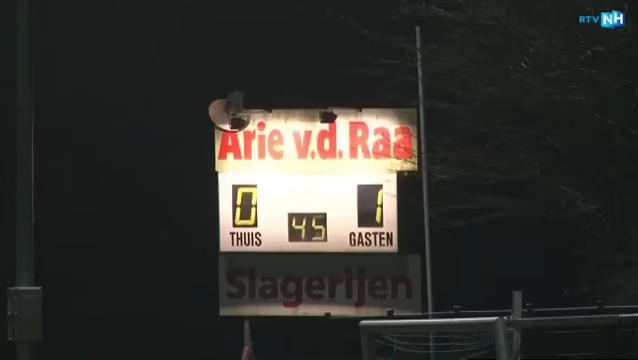 RTV NH
Arie v.d. Raa
0 1
45
THUIS GASTEN
Slagerijen